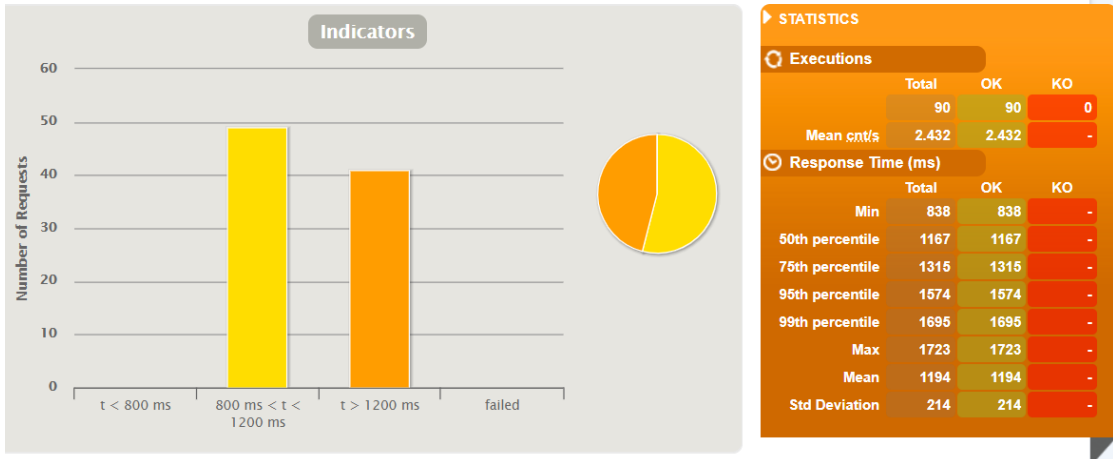 Indicators
Number of Requests
60
50
40
30
20
10
0
t < 800 ms
800 ms < t <
1200 ms
t > 1200 ms
failed
STATISTICS
Executions
Total OK KO
90 90 0
Mean cnt/s 2.432 2.432 -
Response Time (ms)
Total OK KO
Min 838 838 -
50th percentile 1167 1167 -
75th percentile 1315 1315 -
95th percentile 1574 1574 -
99th percentile 1695 1695 -
Max 1723 1723 -
Mean 1194 1194 -
Std Deviation 214 214 -